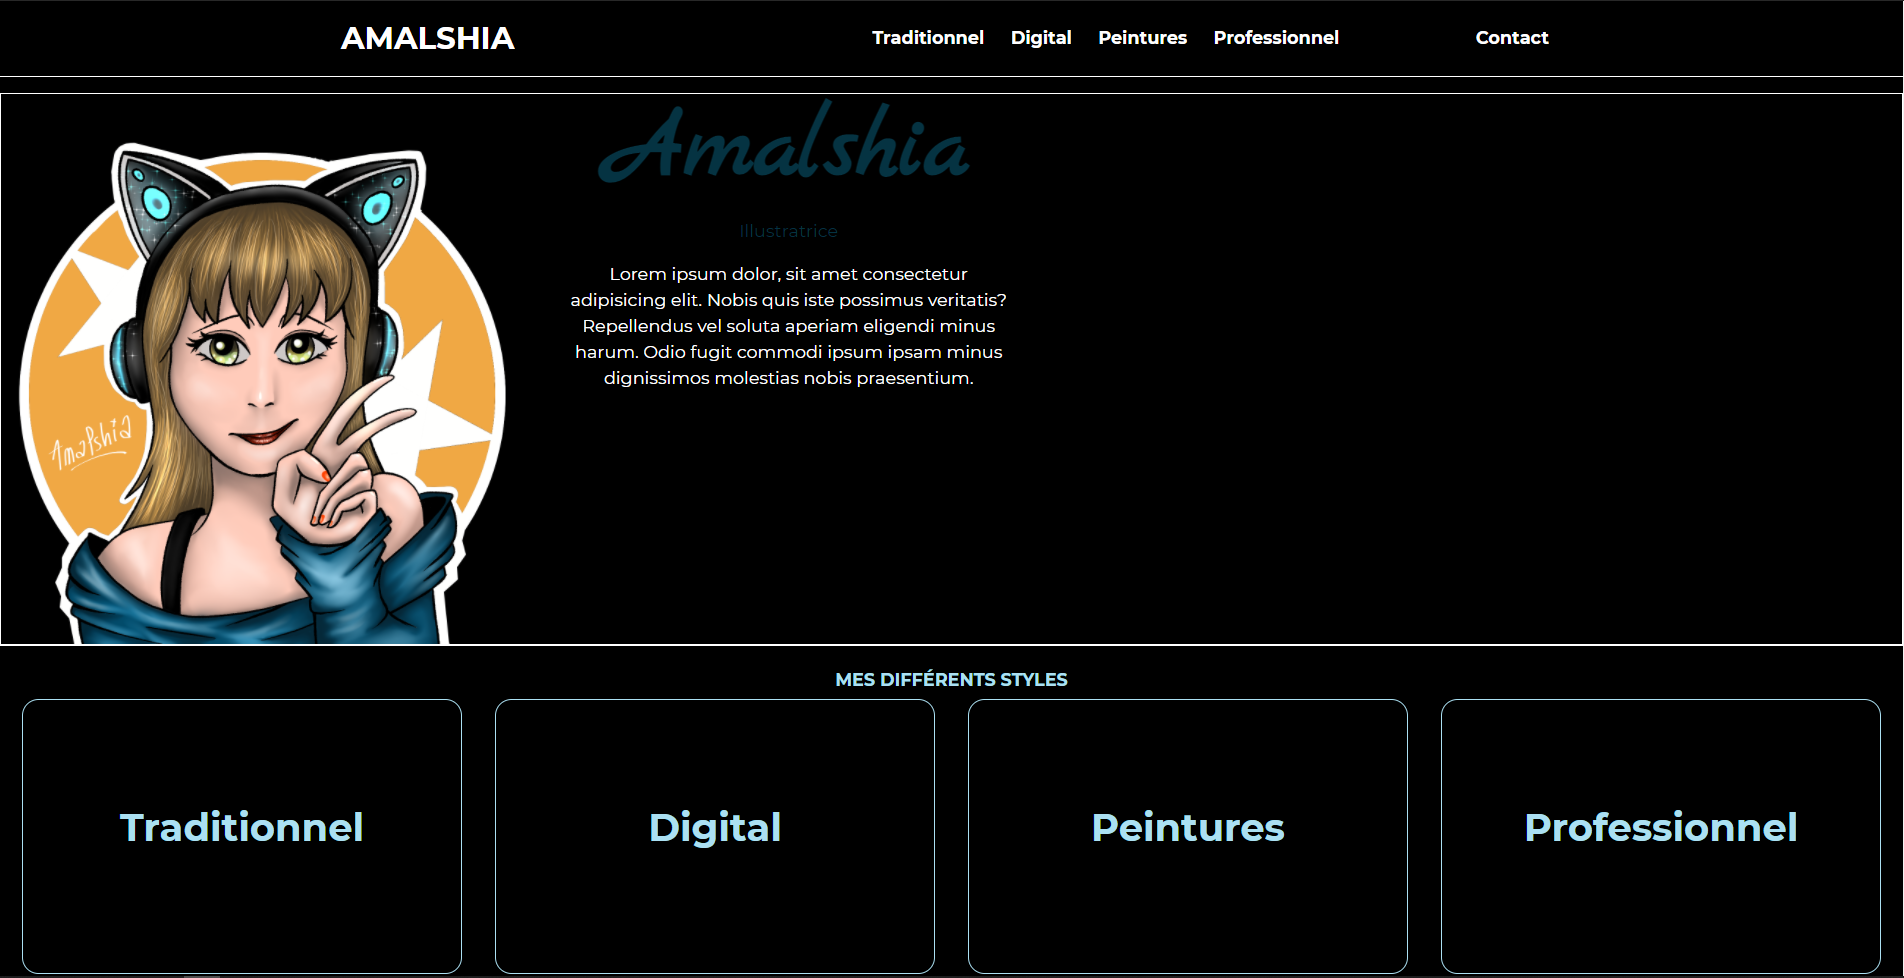 AMALSHIA
Traditionnel Digital Peintures Professionnel Contact
Amalshia
Illustratrice
Lorem ipsum dolor, sit amet consectetur
adipisicing elit. Nobis quis iste possimus veritatis?
Repellendus vel soluta aperiam eligendi minus
harum. Odio fugit commodi ipsum ipsam minus
dignissimos molestias nobis praesentium.
Amalshia
MES DIFFÉRENTS STYLES
Traditionnel
Digital
Peintures
Professionnel